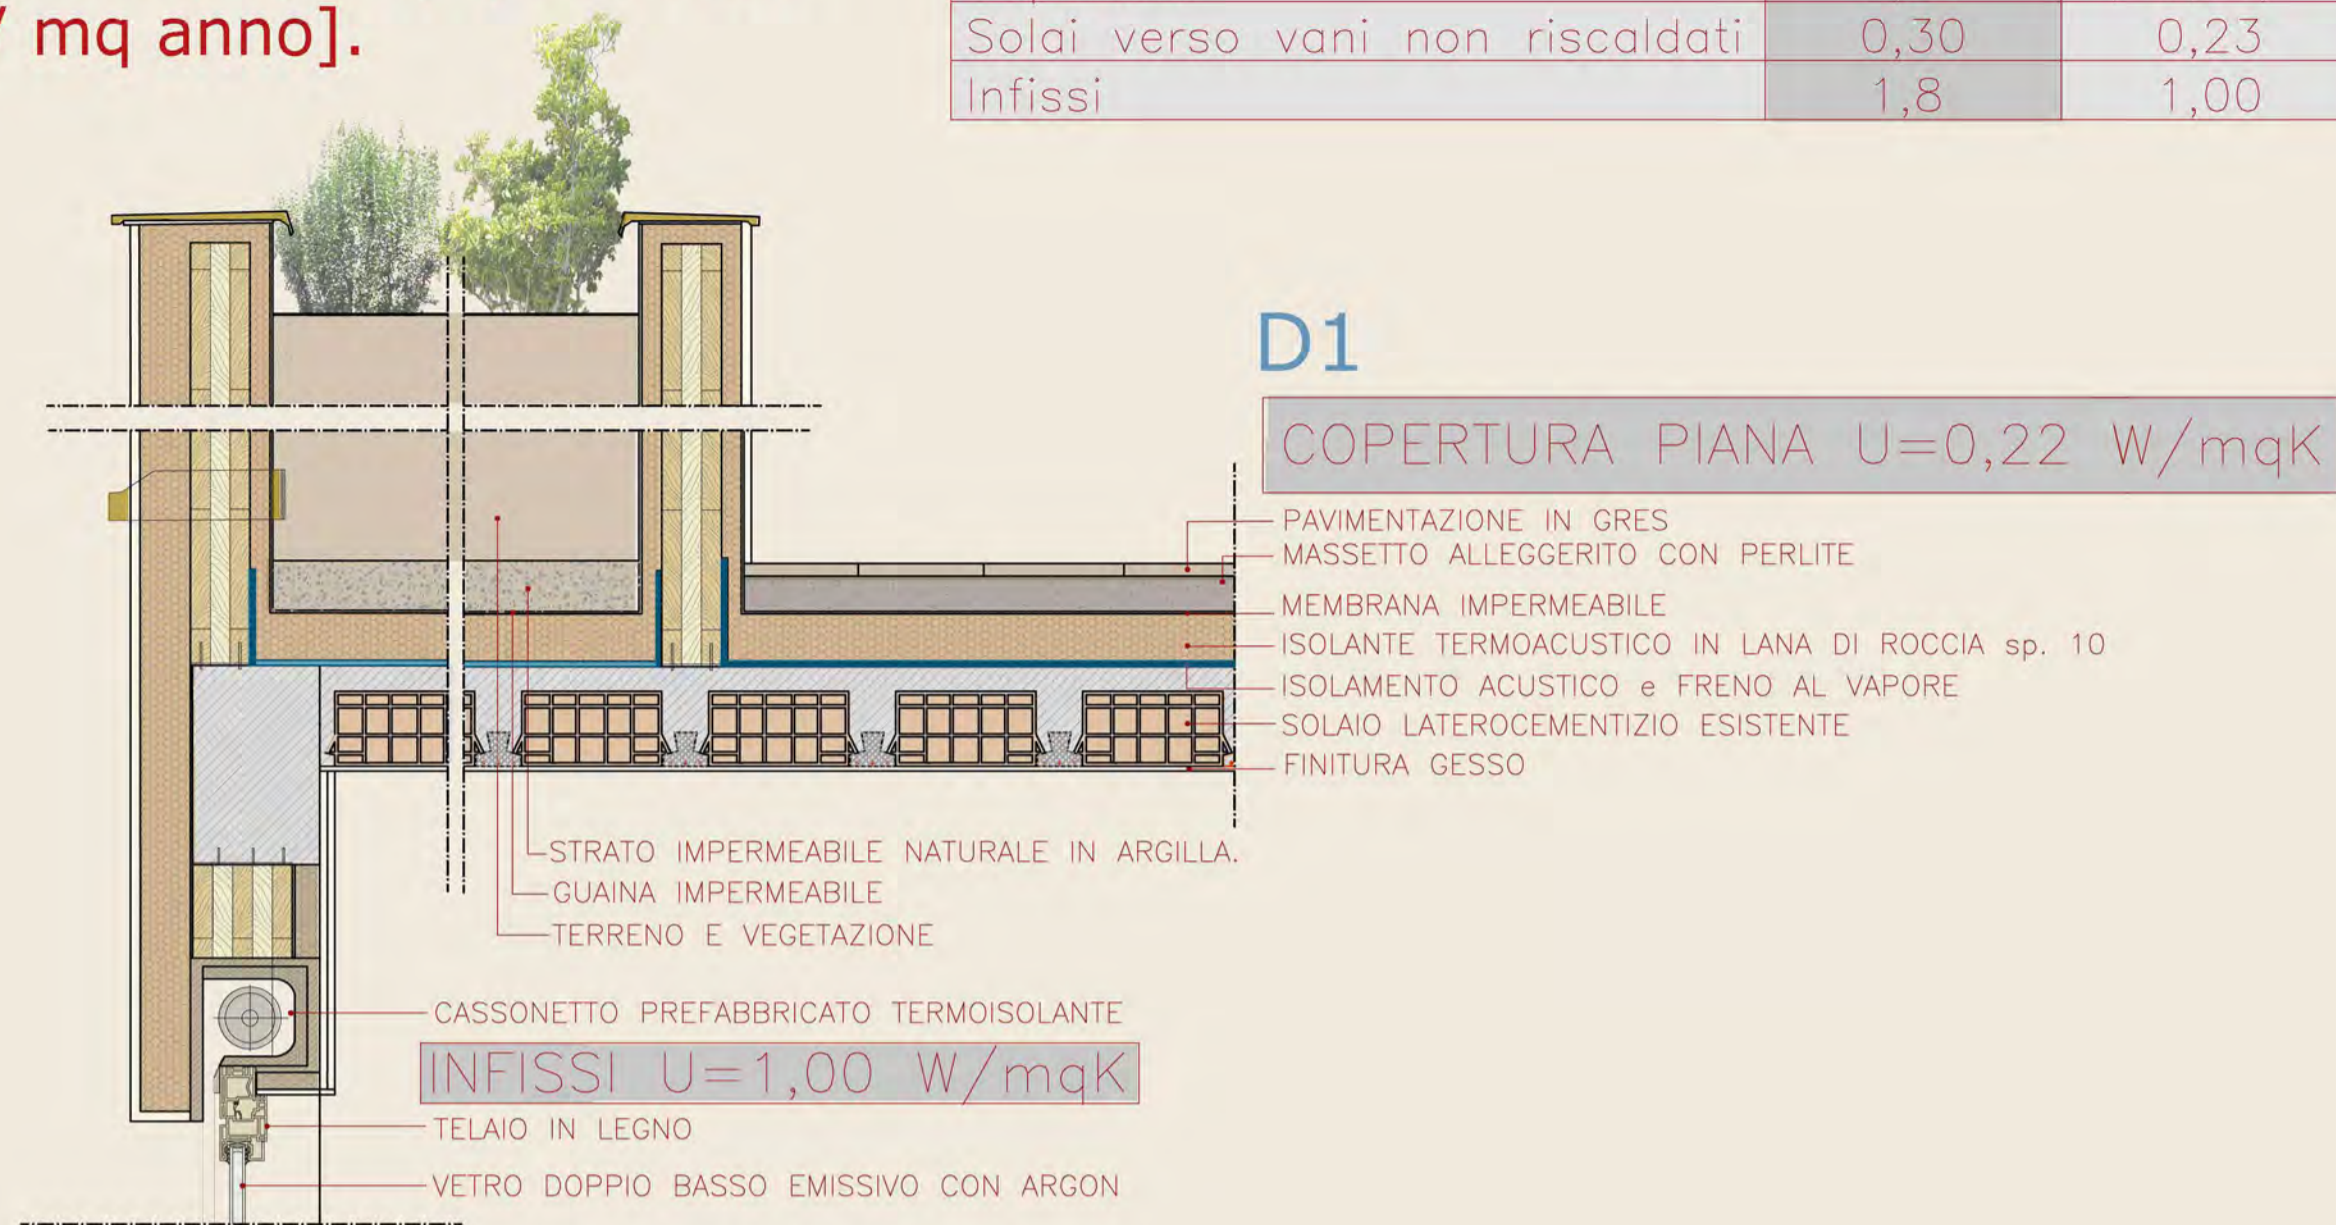 / mq anno].
Solai verso vani non riscaldati 0,30 0,23
Infissi 1,8 1,00
D1
COPERTURA PIANA U=0,22 W/mqK
PAVIMENTAZIONE IN GRES
MASSETTO ALLEGGERITO CON PERLITE
MEMBRANA IMPERMEABILE
ISOLANTE TERMOACUSTICO IN LANA DI ROCCIA sp. 10
ISOLAMENTO ACUSTICO e FRENO AL VAPORE
SOLAIO LATEROCEMENTIZIO ESISTENTE
FINITURA GESSO
STRATO IMPERMEABILE NATURALE IN ARGILLA.
GUAINA IMPERMEABILE
TERRENO E VEGETAZIONE
CASSONETTO PREFABBRICATO TERMOISOLANTE
INFISSI U=1,00 W/mqK
TELAIO IN LEGNO
VETRO DOPPIO BASSO EMISSIVO CON ARGON